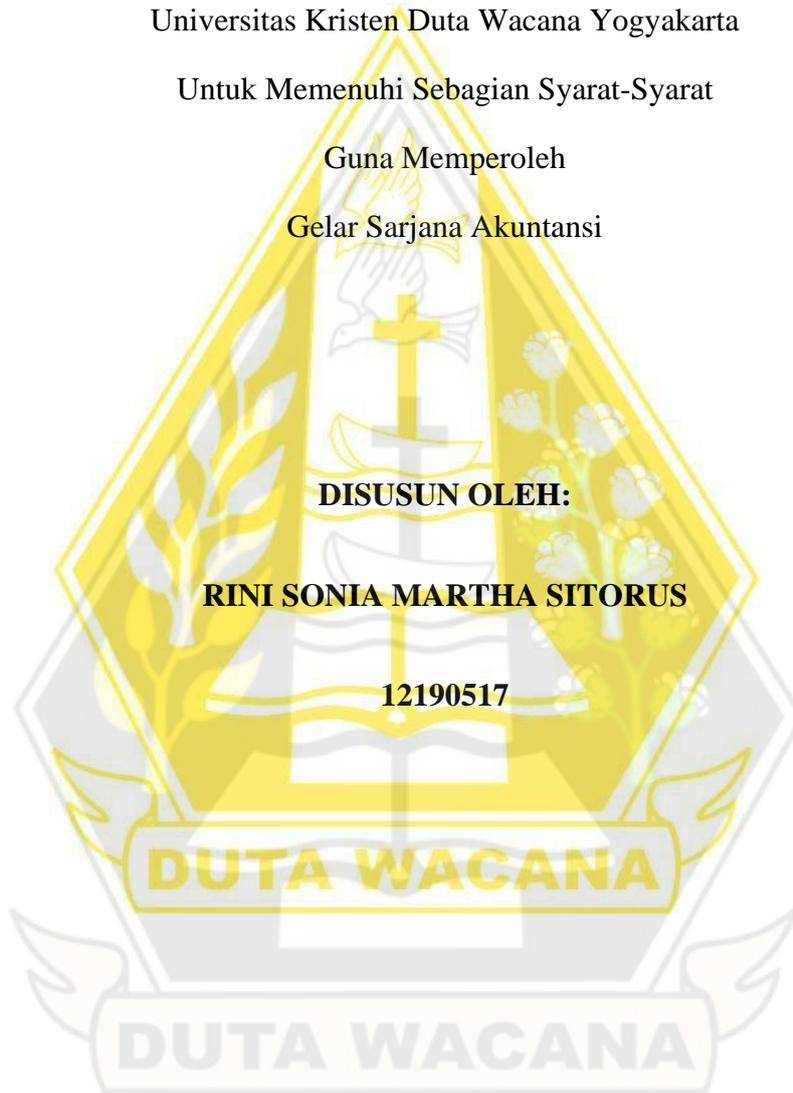 Universitas Kristen Duta Wacana Yogyakarta
Untuk Memenuhi Sebagian Syarat-Syarat
Guna Memperoleh
Gelar Sarjana Akuntansi
DISUSUN OLEH:
RINI SONIA MARTHA SITORUS
12190517
DUTA WACANA
DUTA WACANA